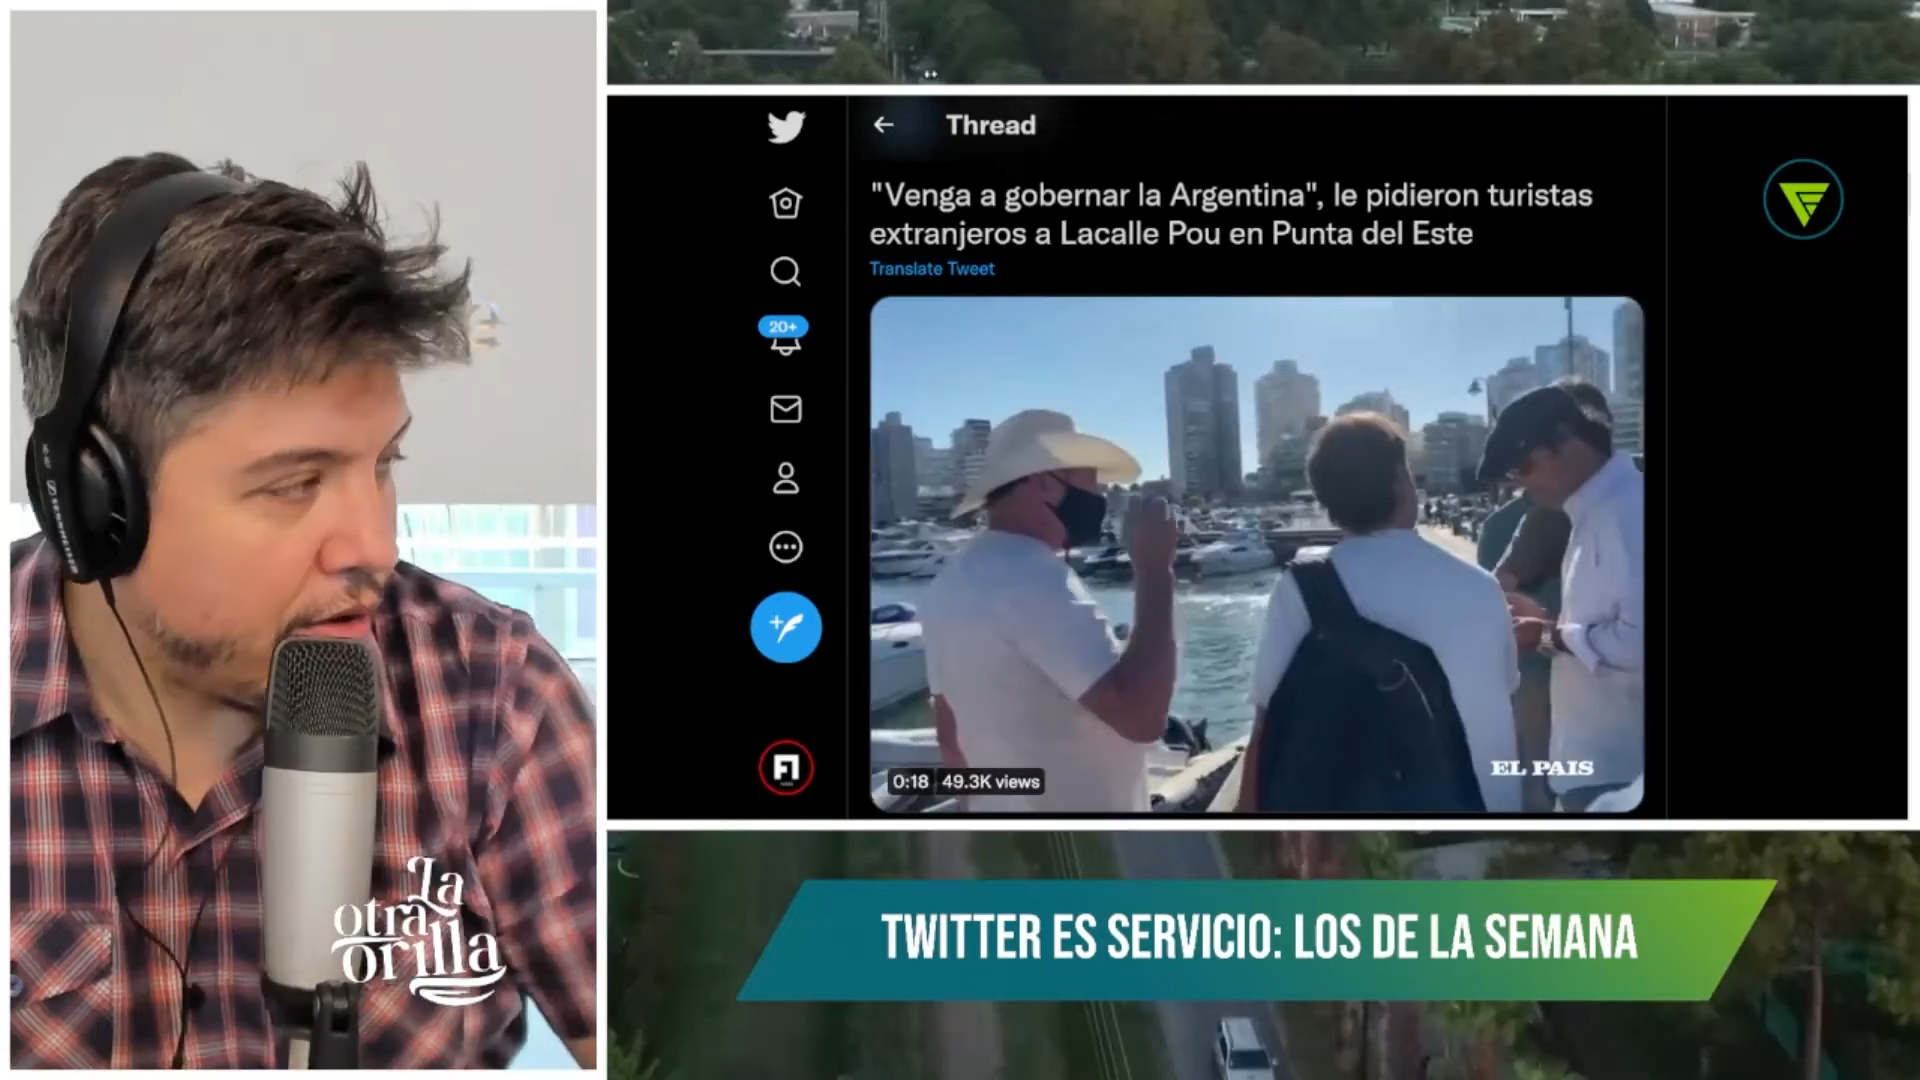 Thread
"Venga a gobernar la Argentina", le pidieron turistas
extranjeros a Lacalle Pou en Punta del Este
Translate Tweet
20+
0:18 49.3K views
EL PAIS
SENNHEISER
La
otra
orilla
TWITTER ES SERVICIO: LOS DE LA SEMANA